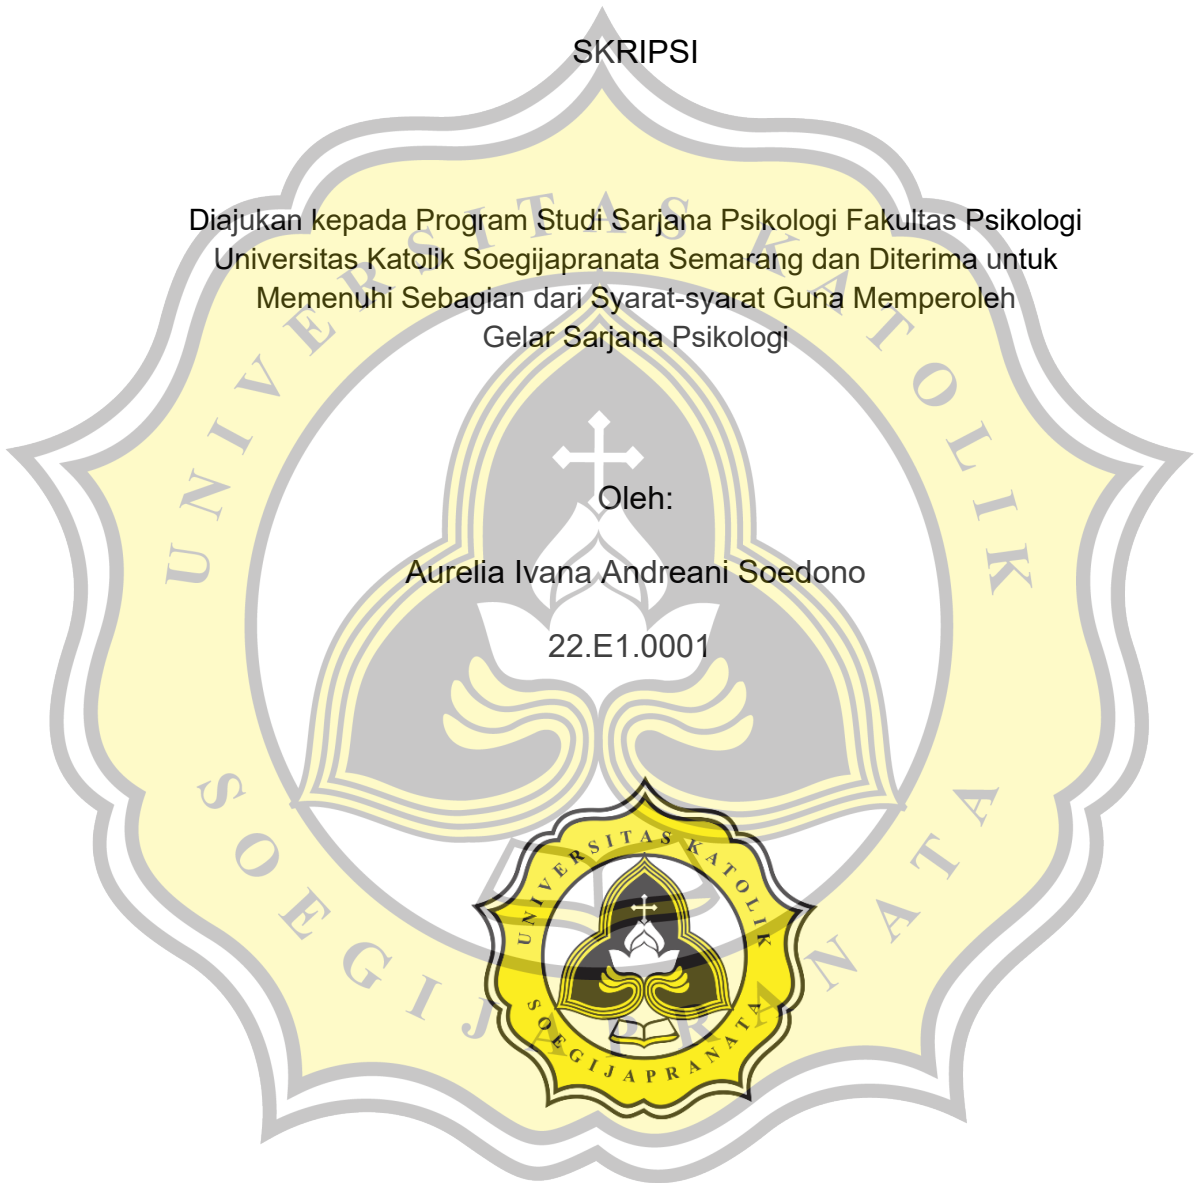 SKRIPSI
Diajukan kepada Program Studi Sarjana Psikologi Fakultas Psikologi
Universitas Katolik Soegijapranata Semarang dan Diterima untuk
Memenuhi Sebagian dari Syarat-syarat Guna Memperoleh
Gelar Sarjana Psikologi
Oleh:
Aurelia Ivana Andreani Soedono
22.E1.0001
UNIVERSITAS KATOLIK
SOEGIJAPRANATA
UNIVERSITAS KATOLIK
SOEGIJAPRANATA